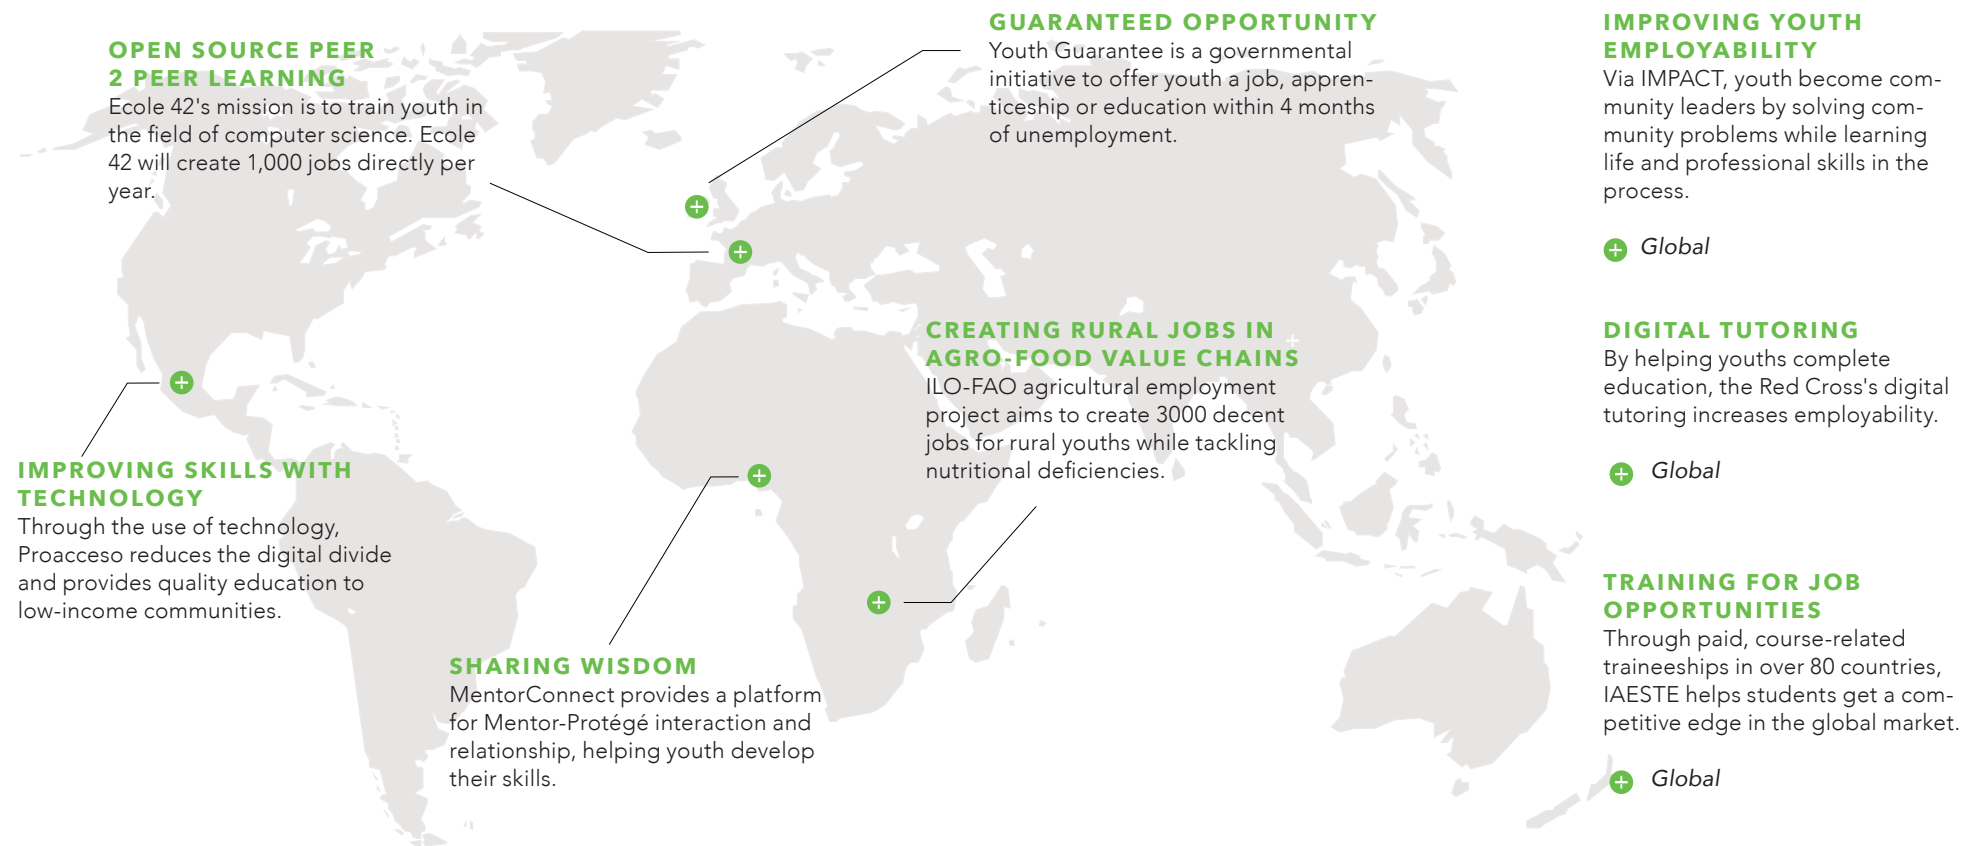 OPEN SOURCE PEER
2 PEER LEARNING
Ecole 42's mission is to train youth in
the field of computer science. Ecole
42 will create 1,000 jobs directly per
year.
GUARANTEED OPPORTUNITY
Youth Guarantee is a governmental
initiative to offer youth a job, appren-
ticeship or education within 4 months
of unemployment.
CREATING RURAL JOBS IN
AGRO-FOOD VALUE CHAINS
ILO-FAO agricultural employment
project aims to create 3000 decent
jobs for rural youths while tackling
nutritional deficiencies.
IMPROVING SKILLS WITH
TECHNOLOGY
Through the use of technology,
Proacceso reduces the digital divide
and provides quality education to
low-income communities.
SHARING WISDOM
MentorConnect provides a platform
for Mentor-Protégé interaction and
relationship, helping youth develop
their skills.
IMPROVING YOUTH
EMPLOYABILITY
Via IMPACT, youth become com-
munity leaders by solving com-
munity problems while learning
life and professional skills in the
process.
Global
DIGITAL TUTORING
By helping youths complete
education, the Red Cross's digital
tutoring increases employability.
Global
TRAINING FOR JOB
OPPORTUNITIES
Through paid, course-related
traineeships in over 80 countries,
IAESTE helps students get a com-
petitive edge in the global market.
Global